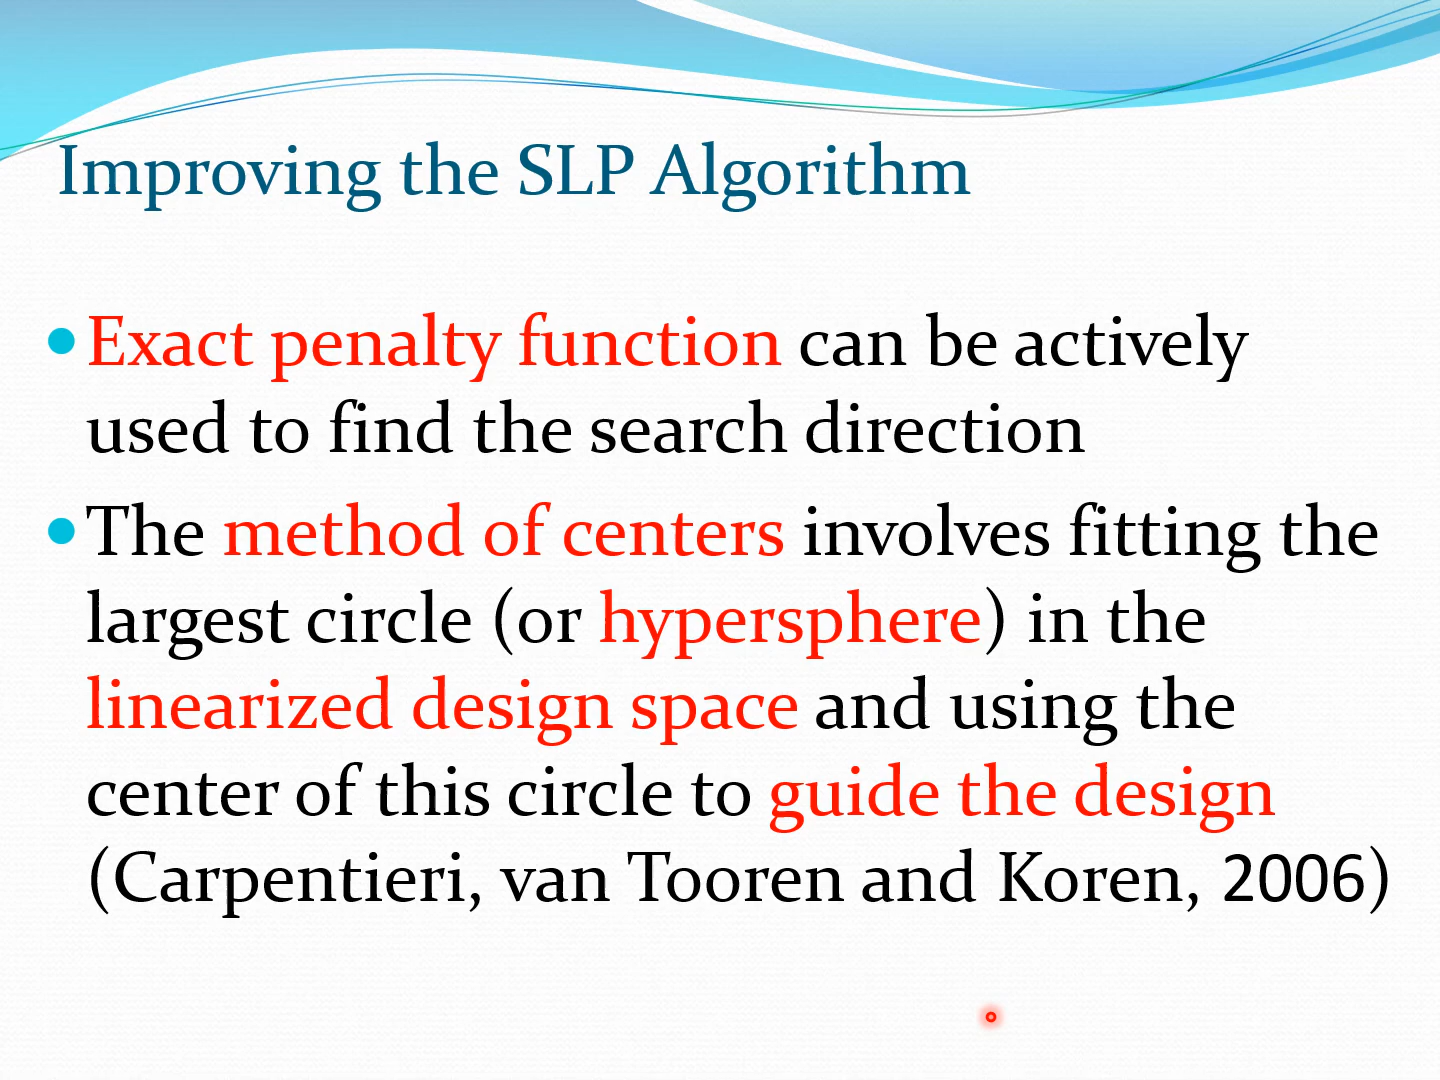 Improving the SLP Algorithm
•Exact penalty function can be actively
used to find the search direction
•The method of centers involves fitting the
largest circle (or hypersphere) in the
linearized design space and using the
center of this circle to guide the design
(Carpentieri, van Tooren and Koren, 2006)